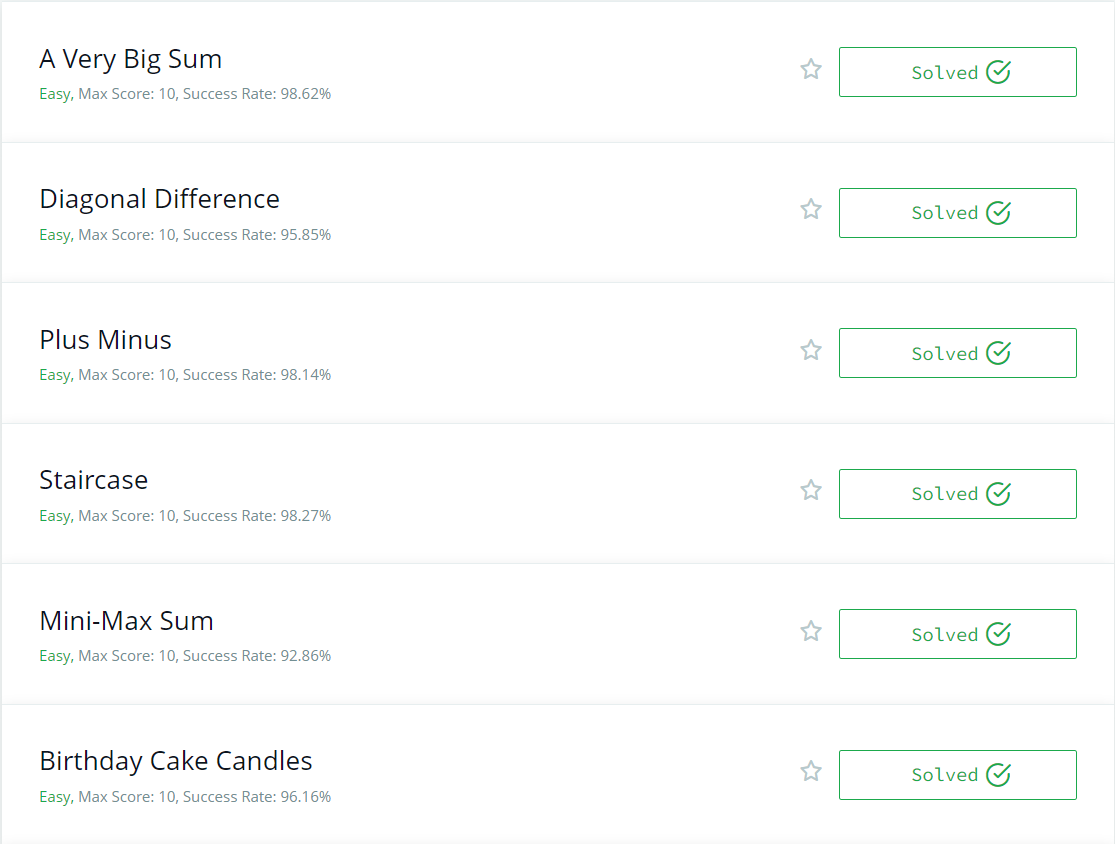 A Very Big Sum
Easy, Max Score: 10, Success Rate: 98.62%
Solved
Diagonal Difference
Easy, Max Score: 10, Success Rate: 95.85%
Solved
Plus Minus
Easy, Max Score: 10, Success Rate: 98.14%
Solved
Staircase
Easy, Max Score: 10, Success Rate: 98.27%
Solved
Mini-Max Sum
Easy, Max Score: 10, Success Rate: 92.86%
Solved
Birthday Cake Candles
Easy, Max Score: 10, Success Rate: 96.16%
Solved